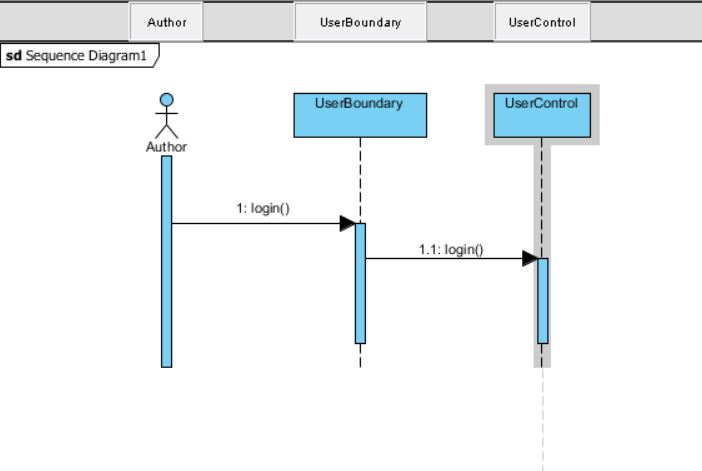 Author
UserBoundary
UserControl
sd Sequence Diagram1
UserBoundary
UserControl
Author
1: login()
1.1: login()